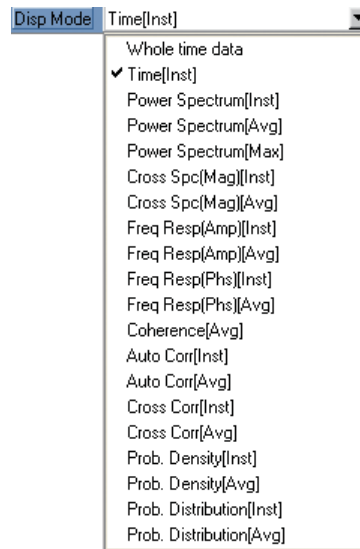 Disp Mode Time[Inst]
Whole time data
✔ Time[Inst]
Power Spectrum[Inst]
Power Spectrum[Avg]
Power Spectrum[Max]
Cross Spc(Mag)[Inst]
Cross Spc(Mag)[Avg]
Freq Resp(Amp)[Inst]
Freq Resp(Amp)[Avg]
Freq Resp(Phs)[Inst]
Freq Resp(Phs)[Avg]
Coherence[Avg]
Auto Corr[Inst]
Auto Corr[Avg]
Cross Corr[Inst]
Cross Corr[Avg]
Prob. Density[Inst]
Prob. Density[Avg]
Prob. Distribution[Inst]
Prob. Distribution[Avg]